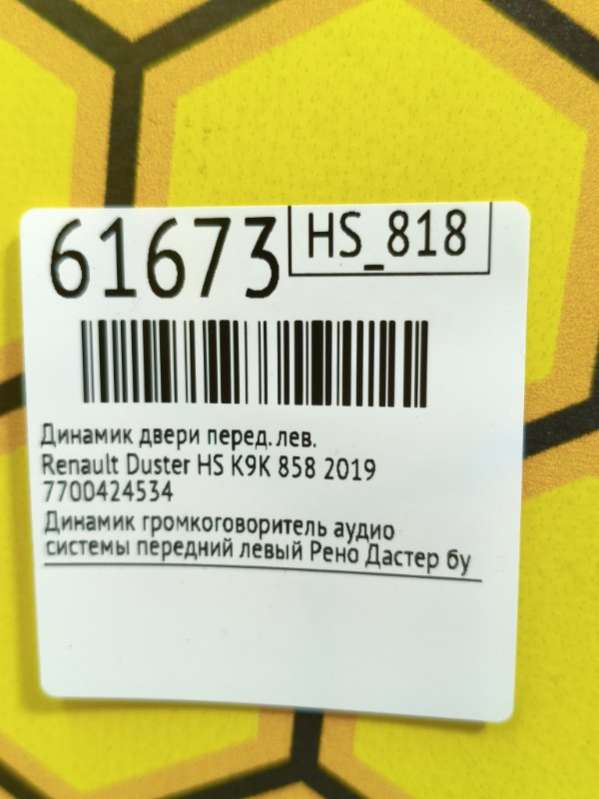 61673
HS_818
Динамик двери перед. лев.
Renault Duster HS K9K 858 2019
7700424534
Динамик громкоговоритель аудио
системы передний левый Рено Дастер бу